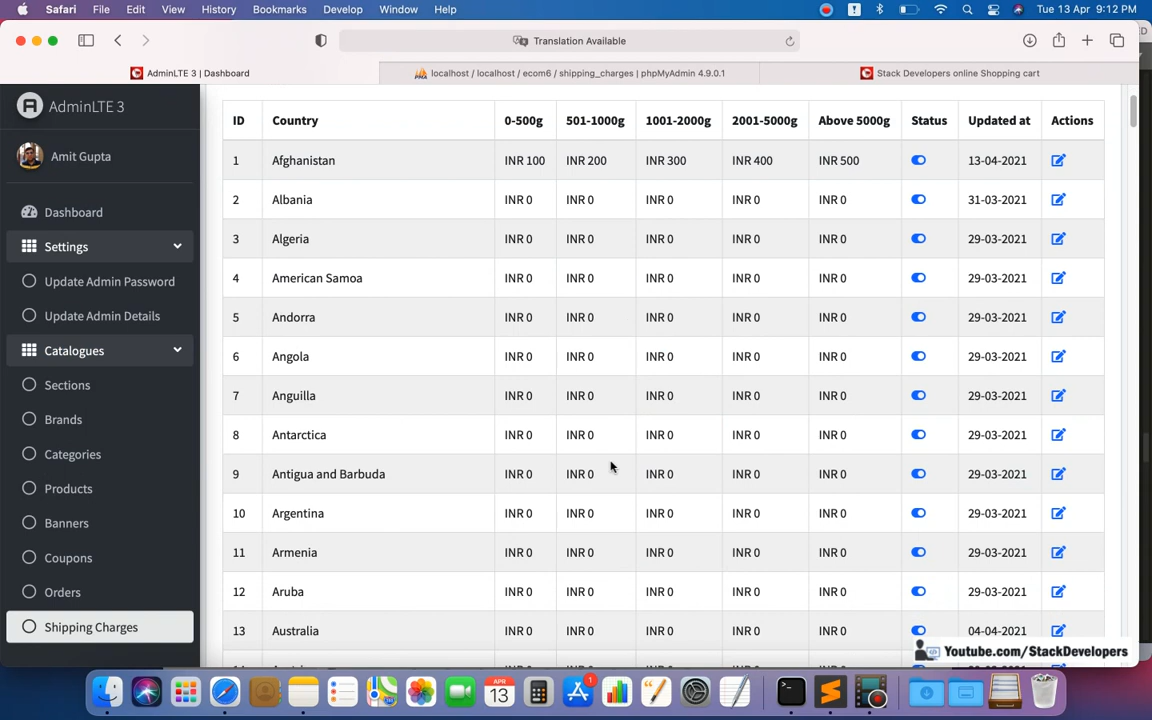 Safari File Edit View History Bookmarks Develop Window Help Tue 13 Apr 9:12 PM
Translation Available
AdminLTE 3 | Dashboard localhost / localhost / ecom6 / shipping_charges | phpMyAdmin 4.9.0.1 Stack Developers online Shopping cart
AdminLTE 3
Amit Gupta
Dashboard
Settings
Update Admin Password
Update Admin Details
Catalogues
Sections
Brands
Categories
Products
Banners
Coupons
Orders
Shipping Charges
ID Country 0-500g 501-1000g 1001-2000g 2001-5000g Above 5000g Status Updated at Actions
1 Afghanistan INR 100 INR 200 INR 300 INR 400 INR 500 13-04-2021
2 Albania INR 0 INR 0 INR 0 INR 0 INR 0 31-03-2021
3 Algeria INR 0 INR 0 INR 0 INR 0 INR 0 29-03-2021
4 American Samoa INR 0 INR 0 INR 0 INR 0 INR 0 29-03-2021
5 Andorra INR 0 INR 0 INR 0 INR 0 INR 0 29-03-2021
6 Angola INR 0 INR 0 INR 0 INR 0 INR 0 29-03-2021
7 Anguilla INR 0 INR 0 INR 0 INR 0 INR 0 29-03-2021
8 Antarctica INR 0 INR 0 INR 0 INR 0 INR 0 29-03-2021
9 Antigua and Barbuda INR 0 INR 0 INR 0 INR 0 INR 0 29-03-2021
10 Argentina INR 0 INR 0 INR 0 INR 0 INR 0 29-03-2021
11 Armenia INR 0 INR 0 INR 0 INR 0 INR 0 29-03-2021
12 Aruba INR 0 INR 0 INR 0 INR 0 INR 0 29-03-2021
13 Australia INR 0 INR 0 INR 0 INR 0 INR 0 04-04-2021
Youtube.com/StackDevelopers
APR
13
1